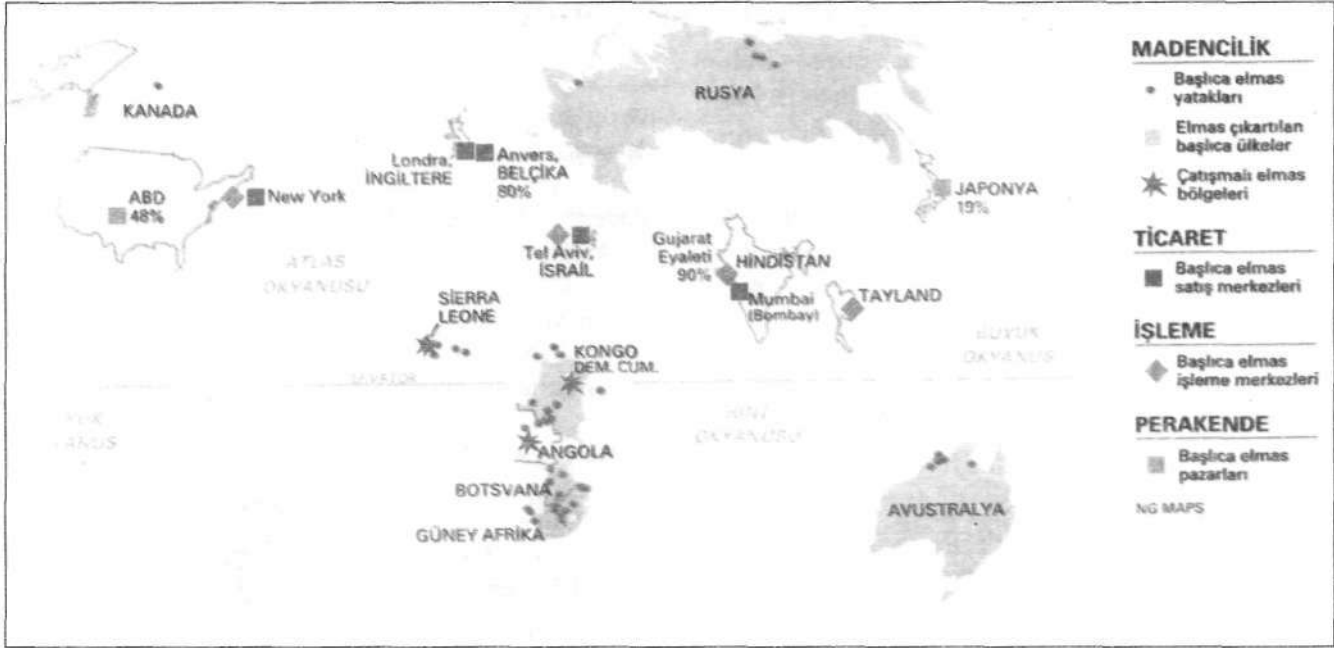 KANADA
ABD
48%
New York
Londra,
İNGİLTERE
Anvers,
BELÇİKA
80%
RUSYA
JAPONYA
19%
ATLAS
OKYANUSU
Tel Aviv,
İSRAİL
Gujarat
Eyaleti
90%
HİNDİSTAN
Mumbai
(Bombay)
TAYLAND
SİERRA
LEONE
KONGO
DEM. CUM.
BÜYÜK
OKYANUS
HİNT
OKYANUSU
ANGOLA
BOTSVANA
GÜNEY AFRİKA
AVUSTRALYA
MADENCİLİK
Başlıca elmas
yatakları
Elmas çıkartılan
başlıca ülkeler
Çatışmalı elmas
bölgeleri
TİCARET
Başlıca elmas
satış merkezleri
İŞLEME
Başlıca elmas
işleme merkezleri
PERAKENDE
Başlıca elmas
pazarları
NG MAPS